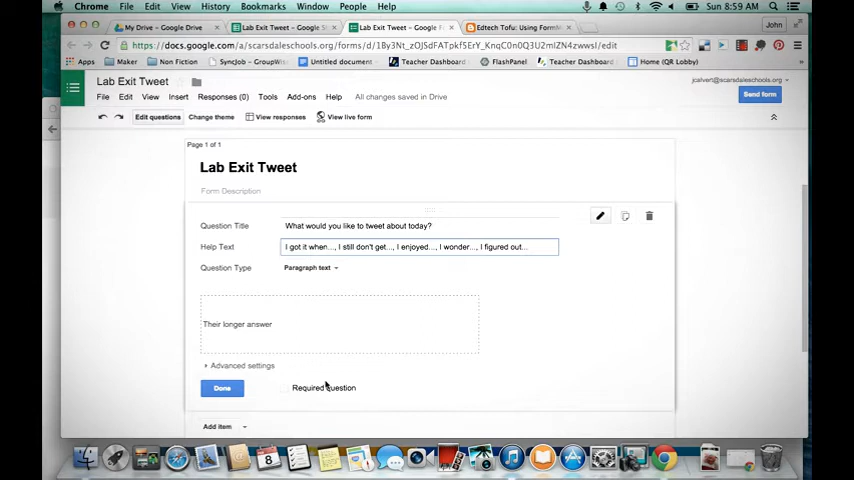 Chrome File Edit View History Bookmarks Window People Help Sun 8:59 AM
My Drive – Google Drive Lab Exit Tweet – Google Lab Exit Tweet – Google Edtech Tofu: Using John
https://docs.google.com/a/scarsdaleschools.org/forms/
/edit
Apps Maker Non Fiction SyncJob – GroupWis Untitled document Teacher Dashboard FlashPanel Teacher Dashboard Home (QR Lobby)
Lab Exit Tweet
jcalvert@scarsdaleschools.org
File Edit View Insert Responses (0) Tools Add-ons Help All changes saved in Drive
Send form
Edit questions Change theme View responses View live form
Page 1 of 1
Lab Exit Tweet
Form Description
Question Title What would you like to tweet about today?
Help Text I got it when..., I still don't get..., I enjoyed..., I wonder..., I figured out...
Question Type Paragraph text
Their longer answer
Advanced settings
Done Required question
Add item
8